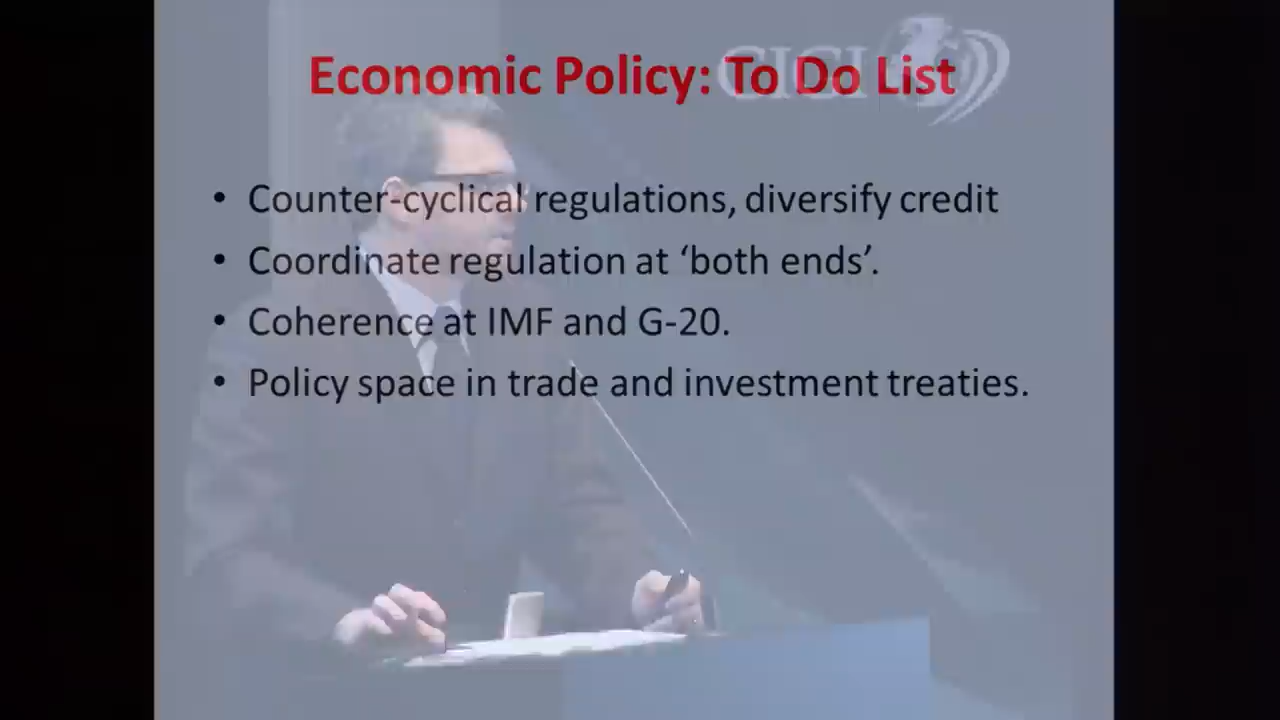 CIGI
Economic Policy: To Do List
• Counter-cyclical regulations, diversify credit
• Coordinate regulation at ‘both ends’.
• Coherence at IMF and G-20.
• Policy space in trade and investment treaties.